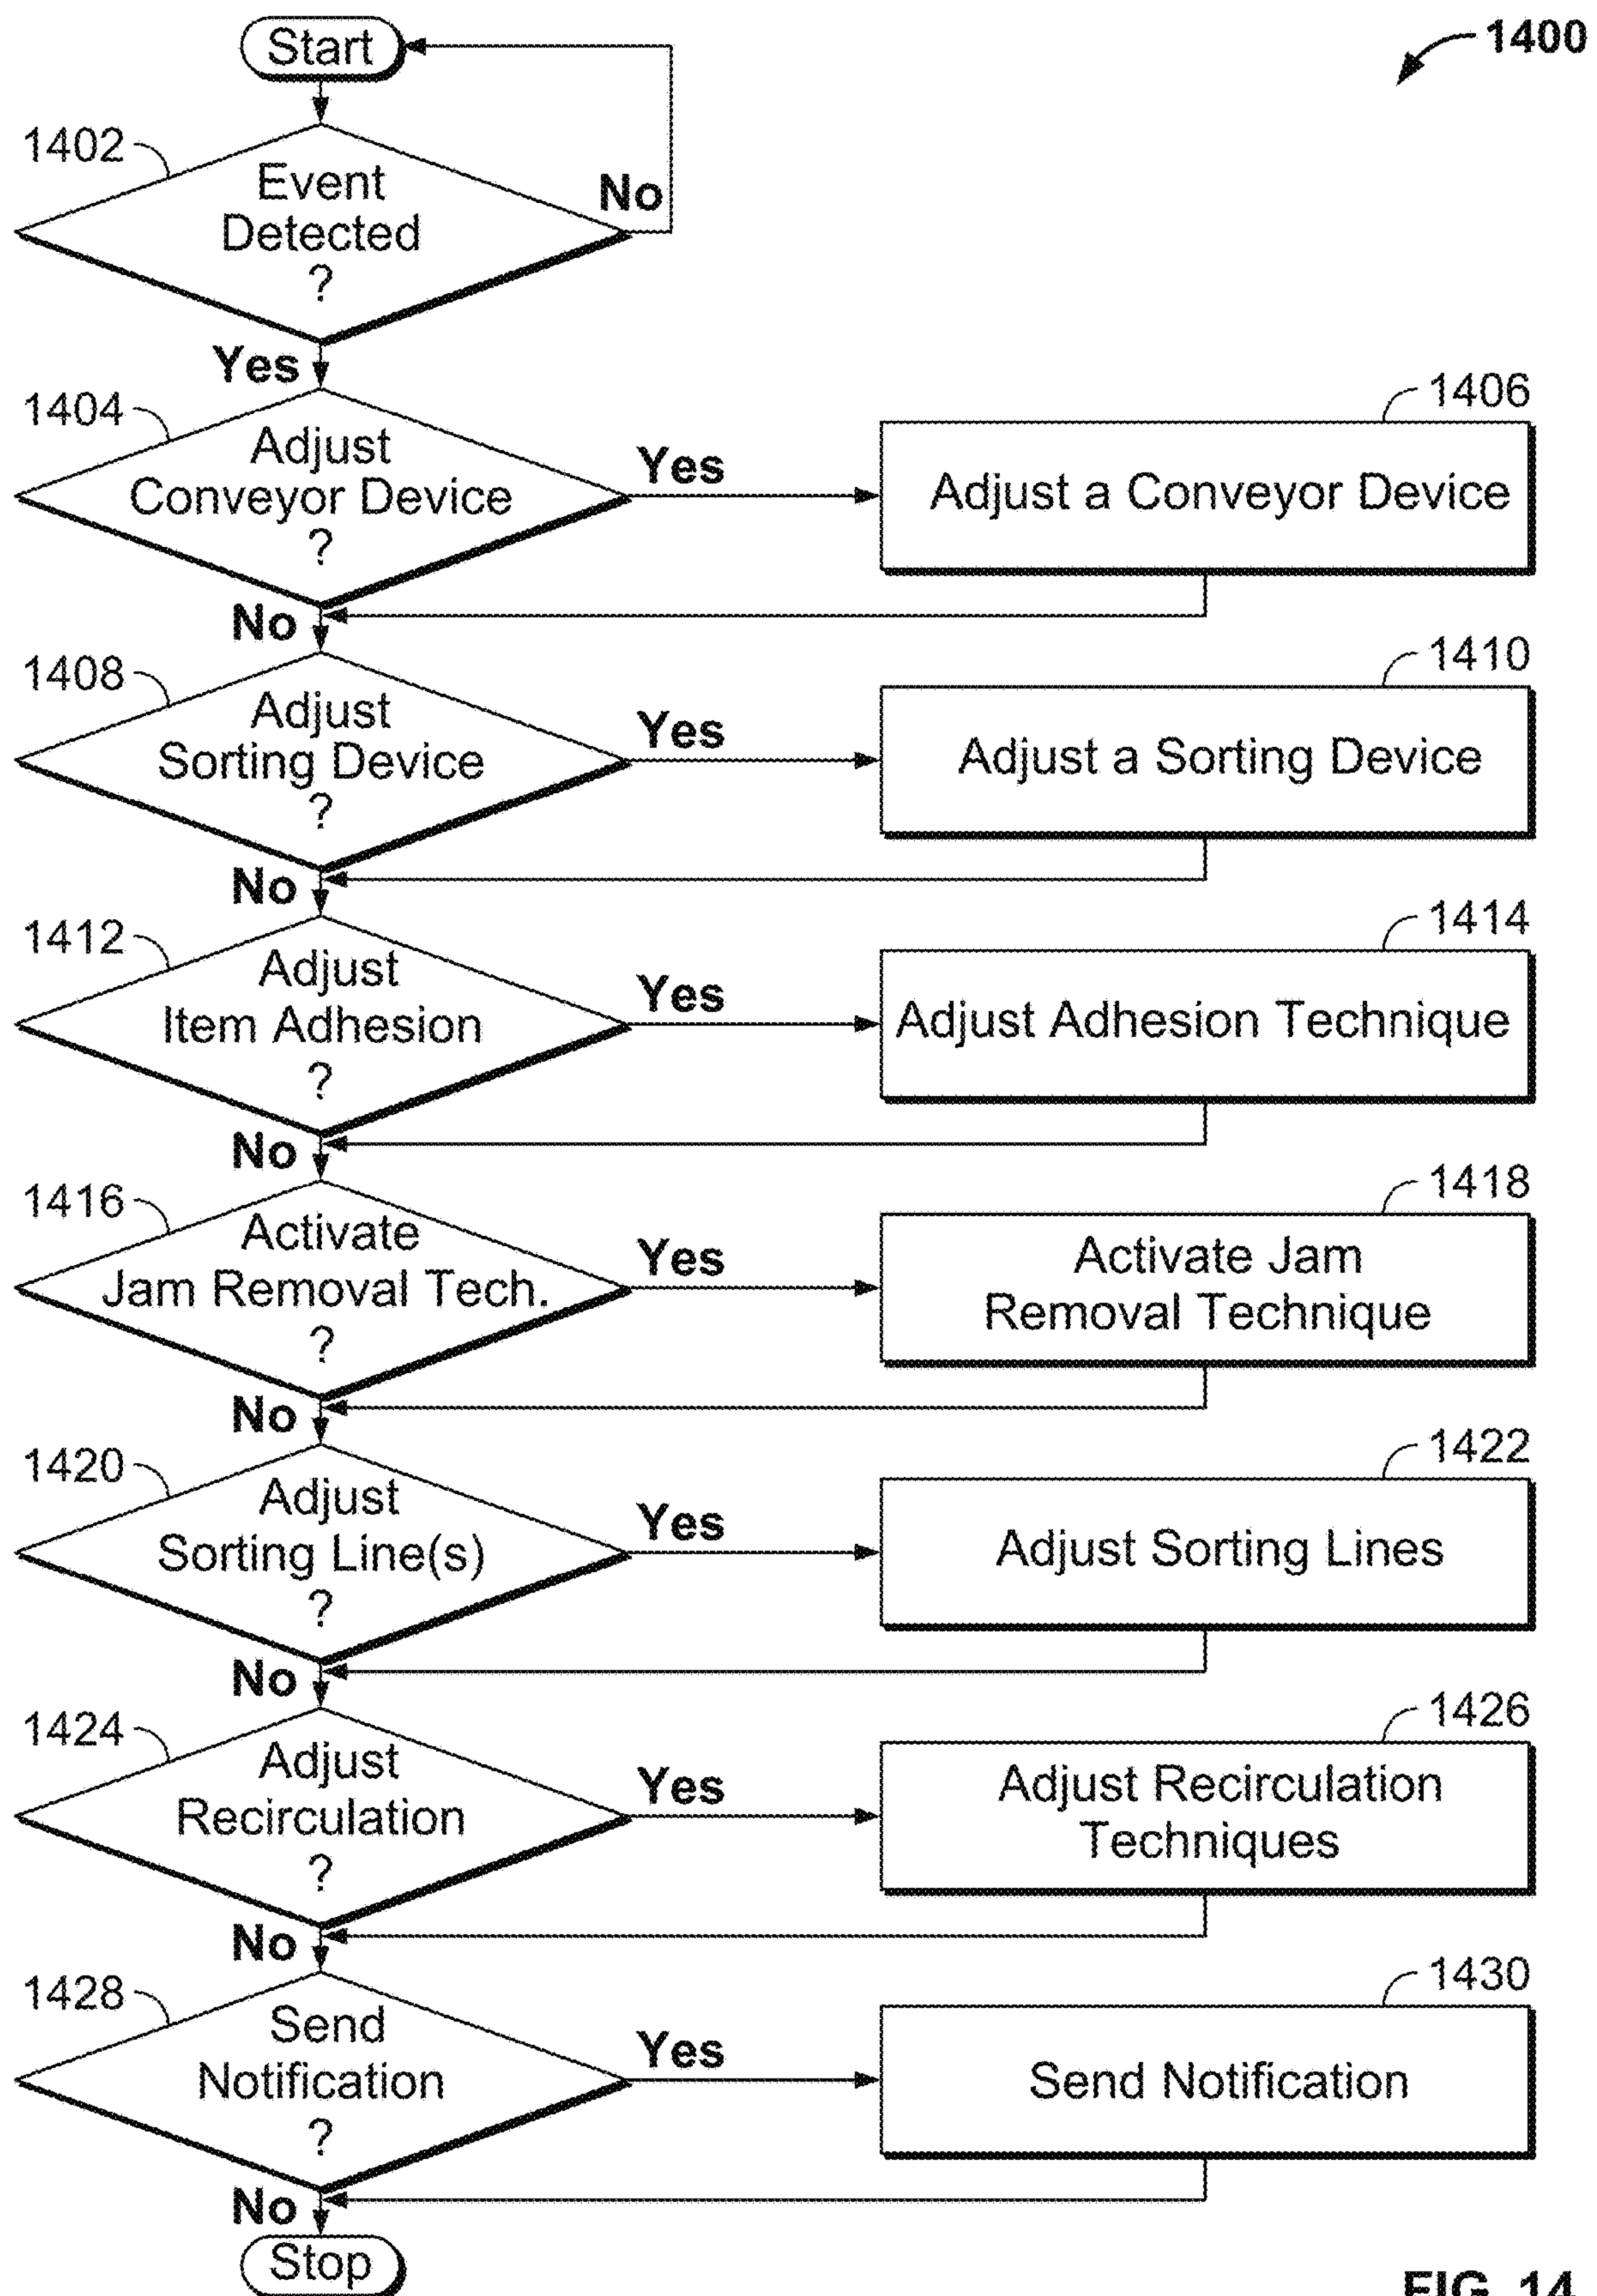 Start
1400
1402
Event
Detected
?
No
Yes
1404
Adjust
Conveyor Device
?
Yes
1406
Adjust a Conveyor Device
No
1408
Adjust
Sorting Device
?
Yes
1410
Adjust a Sorting Device
No
1412
Adjust
Item Adhesion
?
Yes
1414
Adjust Adhesion Technique
No
1416
Activate
Jam Removal Tech.
?
Yes
1418
Activate Jam
Removal Technique
No
1420
Adjust
Sorting Line(s)
?
Yes
1422
Adjust Sorting Lines
No
1424
Adjust
Recirculation
?
Yes
1426
Adjust Recirculation
Techniques
No
1428
Send
Notification
?
Yes
1430
Send Notification
No
Stop
FIG. 14